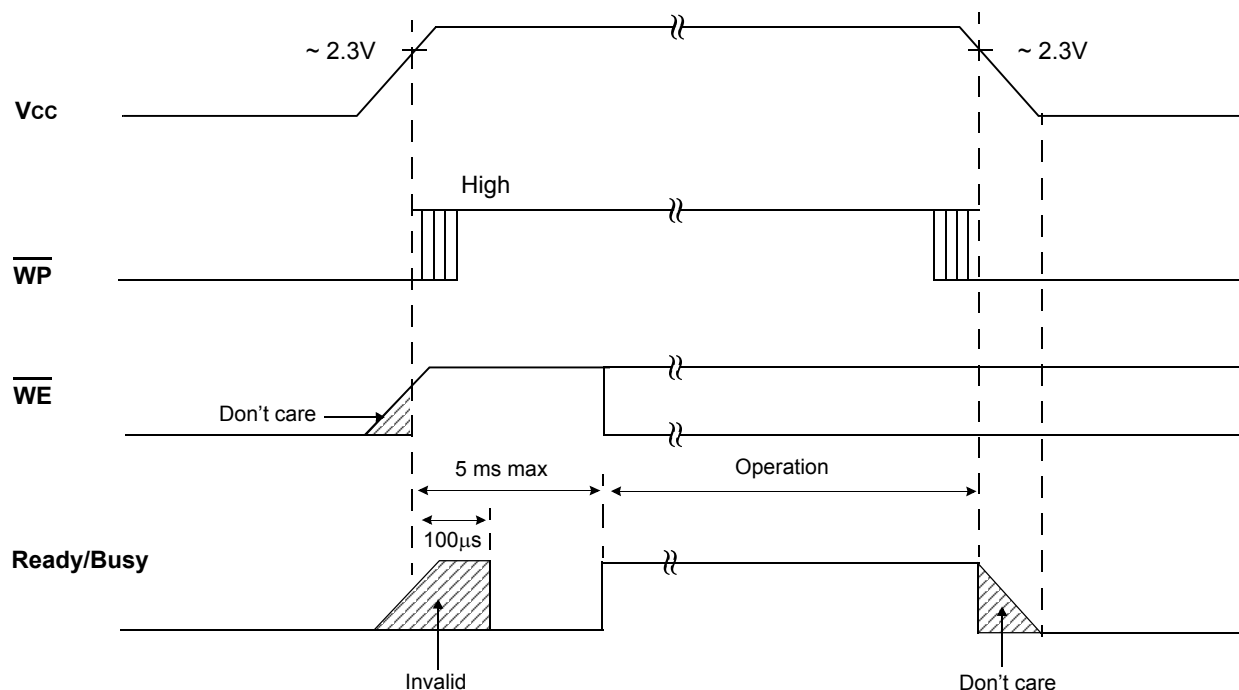 ~ 2.3V
~ 2.3V
Vcc
High
WP
WE
Don't care
5 ms max
Operation
100μs
Ready/Busy
Invalid
Don't care